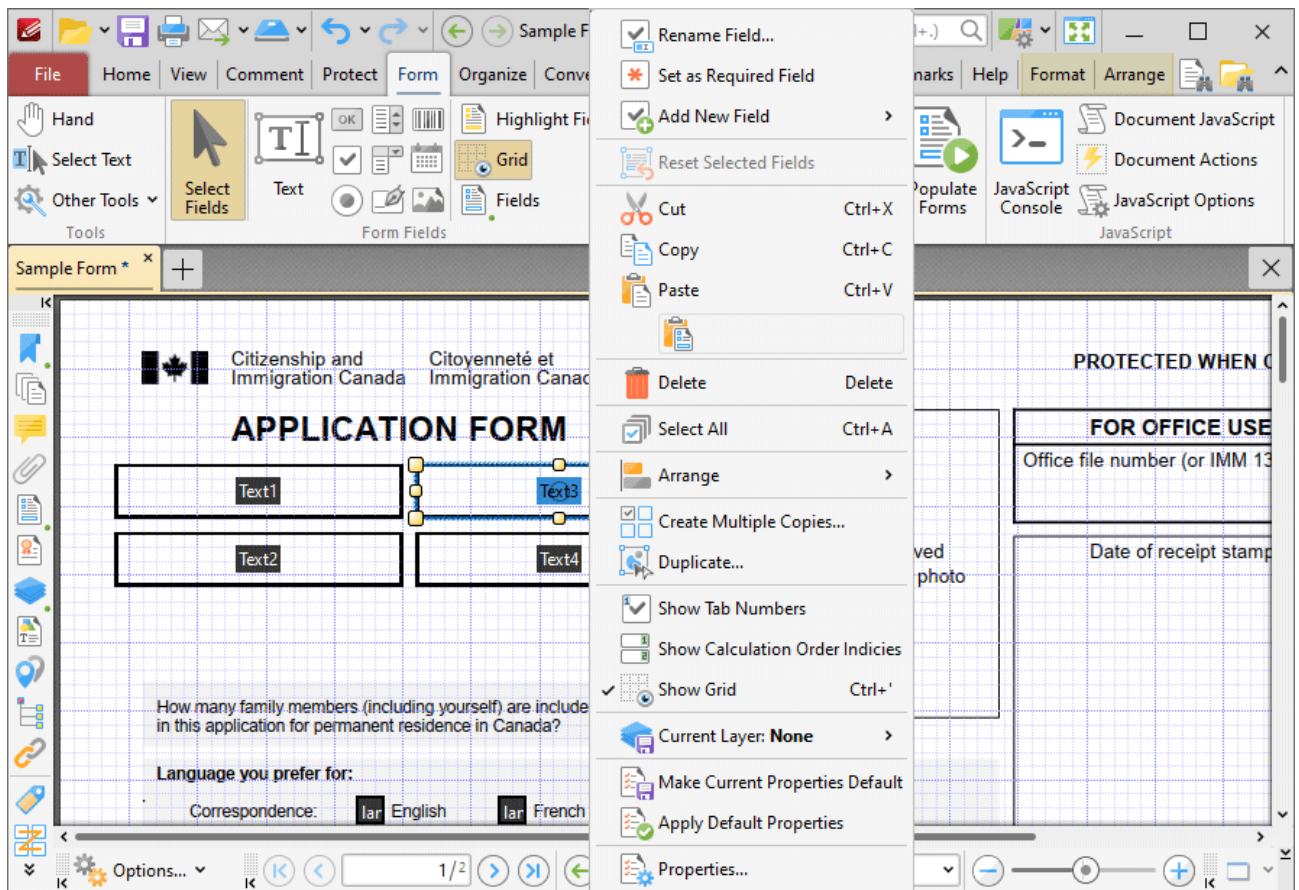 Sample F
+.)
File Home View Comment Protect Form Organize Conve
narks Help Format Arrange
Hand
Select Text
Other Tools
Tools
Select
Fields
Text
OK
Highlight Fi
Grid
Fields
Form Fields
Populate
Forms
JavaScript
Console
Document JavaScript
Document Actions
JavaScript Options
JavaScript
Sample Form *
Rename Field...
Set as Required Field
Add New Field
Reset Selected Fields
Cut Ctrl+X
Copy Ctrl+C
Paste Ctrl+V
Delete Delete
Select All Ctrl+A
Arrange
Create Multiple Copies...
Duplicate...
Show Tab Numbers
Show Calculation Order Indicies
Show Grid Ctrl+'
Current Layer: None
Make Current Properties Default
Apply Default Properties
Properties...
Citizenship and
Immigration Canada
Citoyenneté et
Immigration Canad
PROTECTED WHEN C
APPLICATION FORM
FOR OFFICE USE
Office file number (or IMM 13
Text1
Text3
Text2
Text4
ved
photo
Date of receipt stamp
How many family members (including yourself) are include
in this application for permanent residence in Canada?
Language you prefer for:
Correspondence: lar English lar French
Options... 1/2